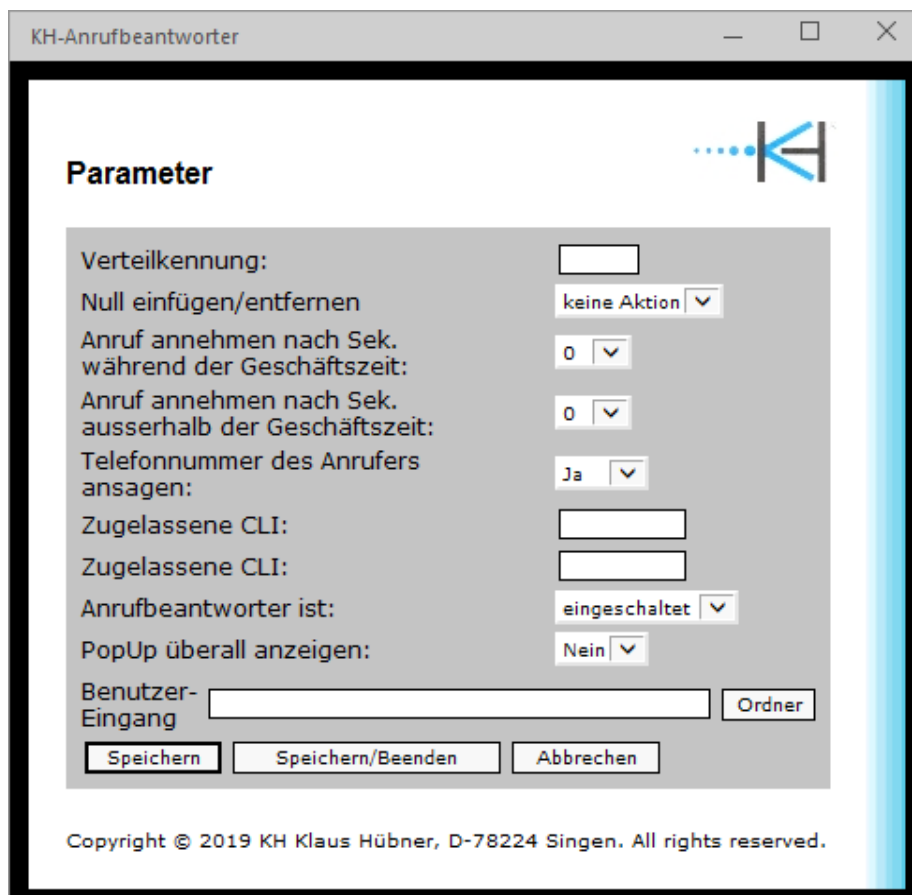 KH-Anrufbeantworter
KH
Parameter
Verteilkennung:
Null einfügen/entfernen
keine Aktion
Anruf annehmen nach Sek.
während der Geschäftszeit:
0
Anruf annehmen nach Sek.
ausserhalb der Geschäftszeit:
0
Telefonnummer des Anrufers
ansagen:
Ja
Zugelassene CLI:
Zugelassene CLI:
Anrufbeantworter ist:
eingeschaltet
PopUp überall anzeigen:
Nein
Benutzer-
Eingang
Ordner
Speichern Speichern/Beenden Abbrechen
Copyright © 2019 KH Klaus Hübner, D-78224 Singen. All rights reserved.